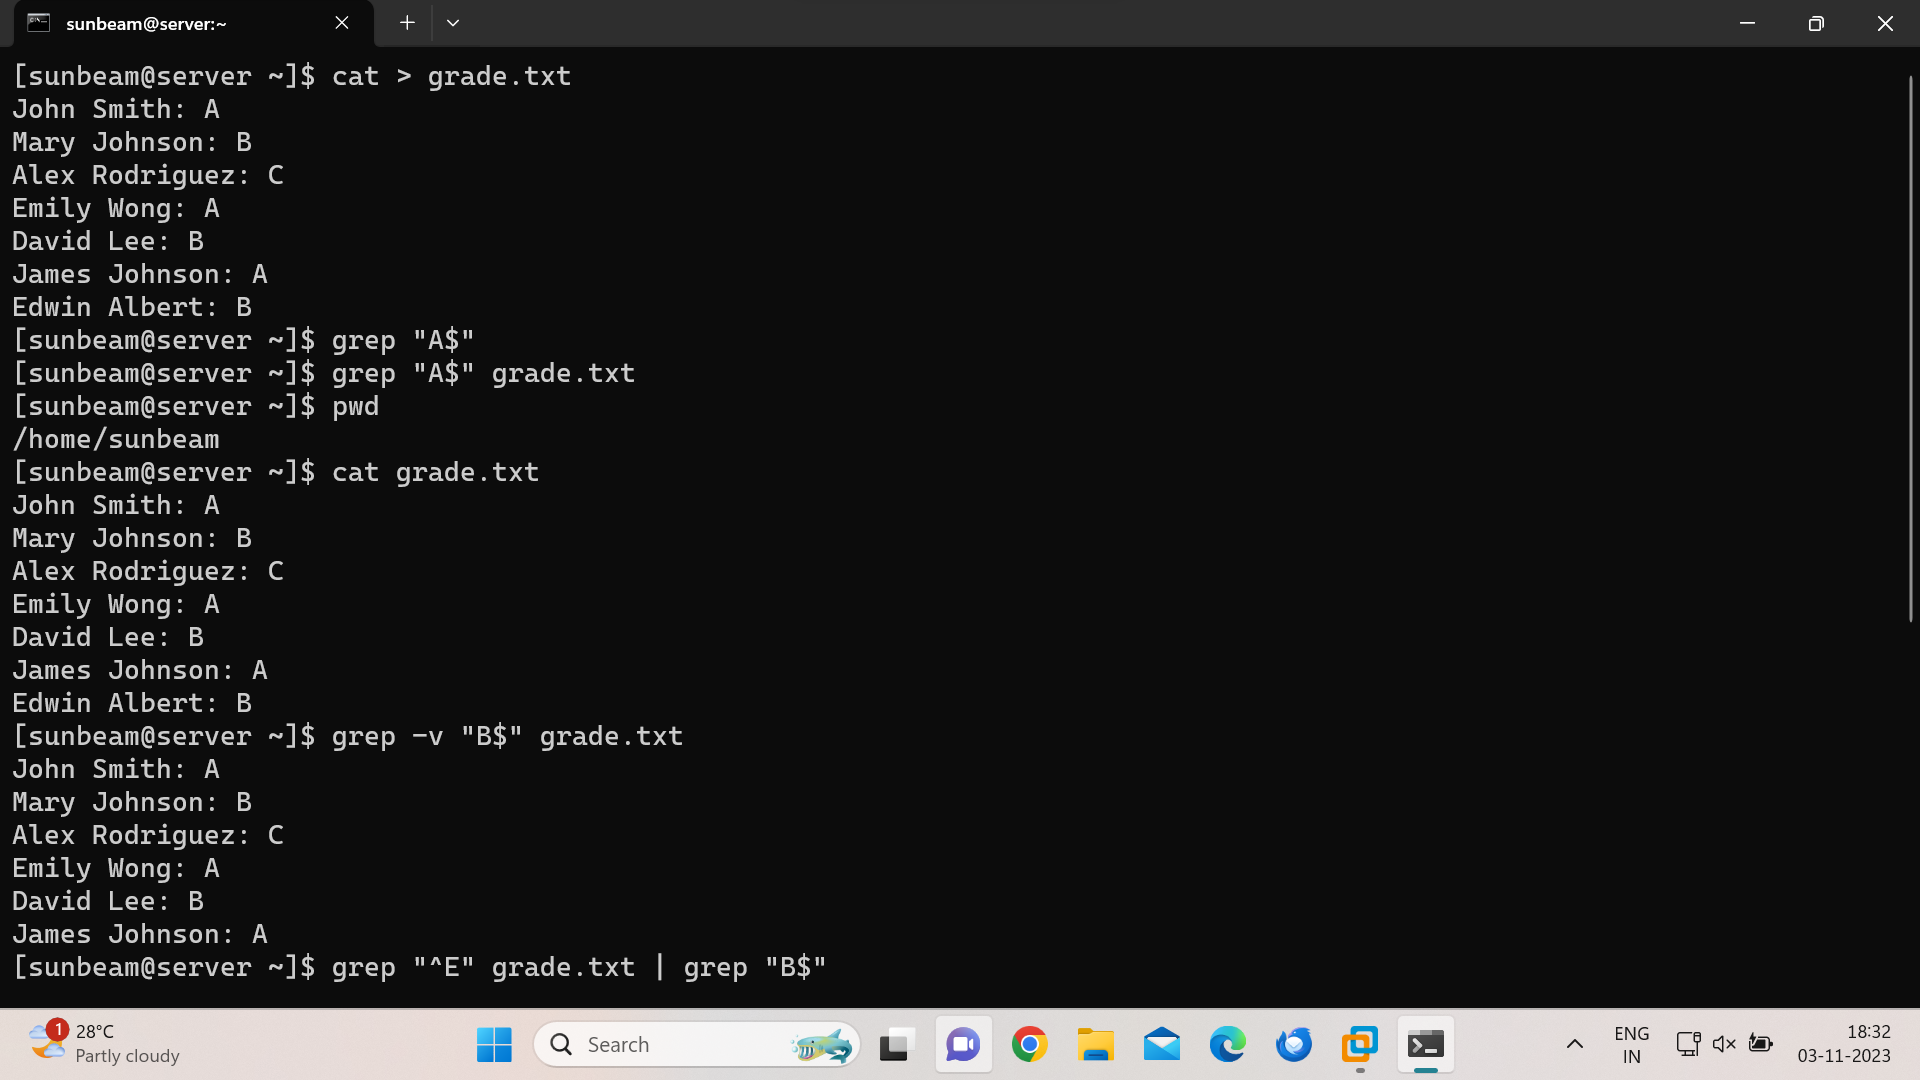 sunbeam@server:~
[sunbeam@server ~]$ cat > grade.txt
John Smith: A
Mary Johnson: B
Alex Rodriguez: C
Emily Wong: A
David Lee: B
James Johnson: A
Edwin Albert: B
[sunbeam@server ~]$ grep "A$"
[sunbeam@server ~]$ grep "A$" grade.txt
[sunbeam@server ~]$ pwd
/home/sunbeam
[sunbeam@server ~]$ cat grade.txt
John Smith: A
Mary Johnson: B
Alex Rodriguez: C
Emily Wong: A
David Lee: B
James Johnson: A
Edwin Albert: B
[sunbeam@server ~]$ grep -v "B$" grade.txt
John Smith: A
Mary Johnson: B
Alex Rodriguez: C
Emily Wong: A
David Lee: B
James Johnson: A
[sunbeam@server ~]$ grep "^E" grade.txt | grep "B$"
1
28°C
Partly cloudy
Search
ENG
IN
18:32
03-11-2023